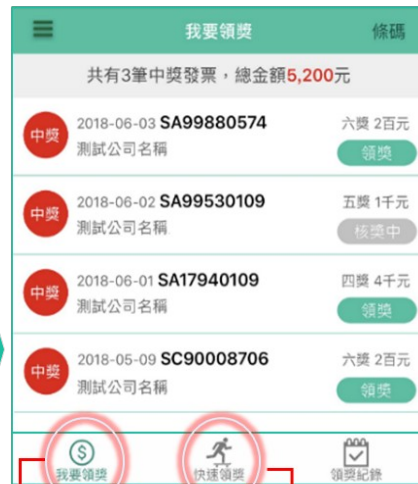 我要領獎 條碼
共有3筆中獎發票，總金額5,200元
中獎 2018-06-03 SA99880574 六獎 2百元
測試公司名稱 領獎
中獎 2018-06-02 SA99530109 五獎 1千元
測試公司名稱 核獎中
中獎 2018-06-01 SA17940109 四獎 4千元
測試公司名稱 領獎
中獎 2018-05-09 SC90008706 六獎 2百元
測試公司名稱 領獎
我要領獎 快速領獎 領獎紀錄